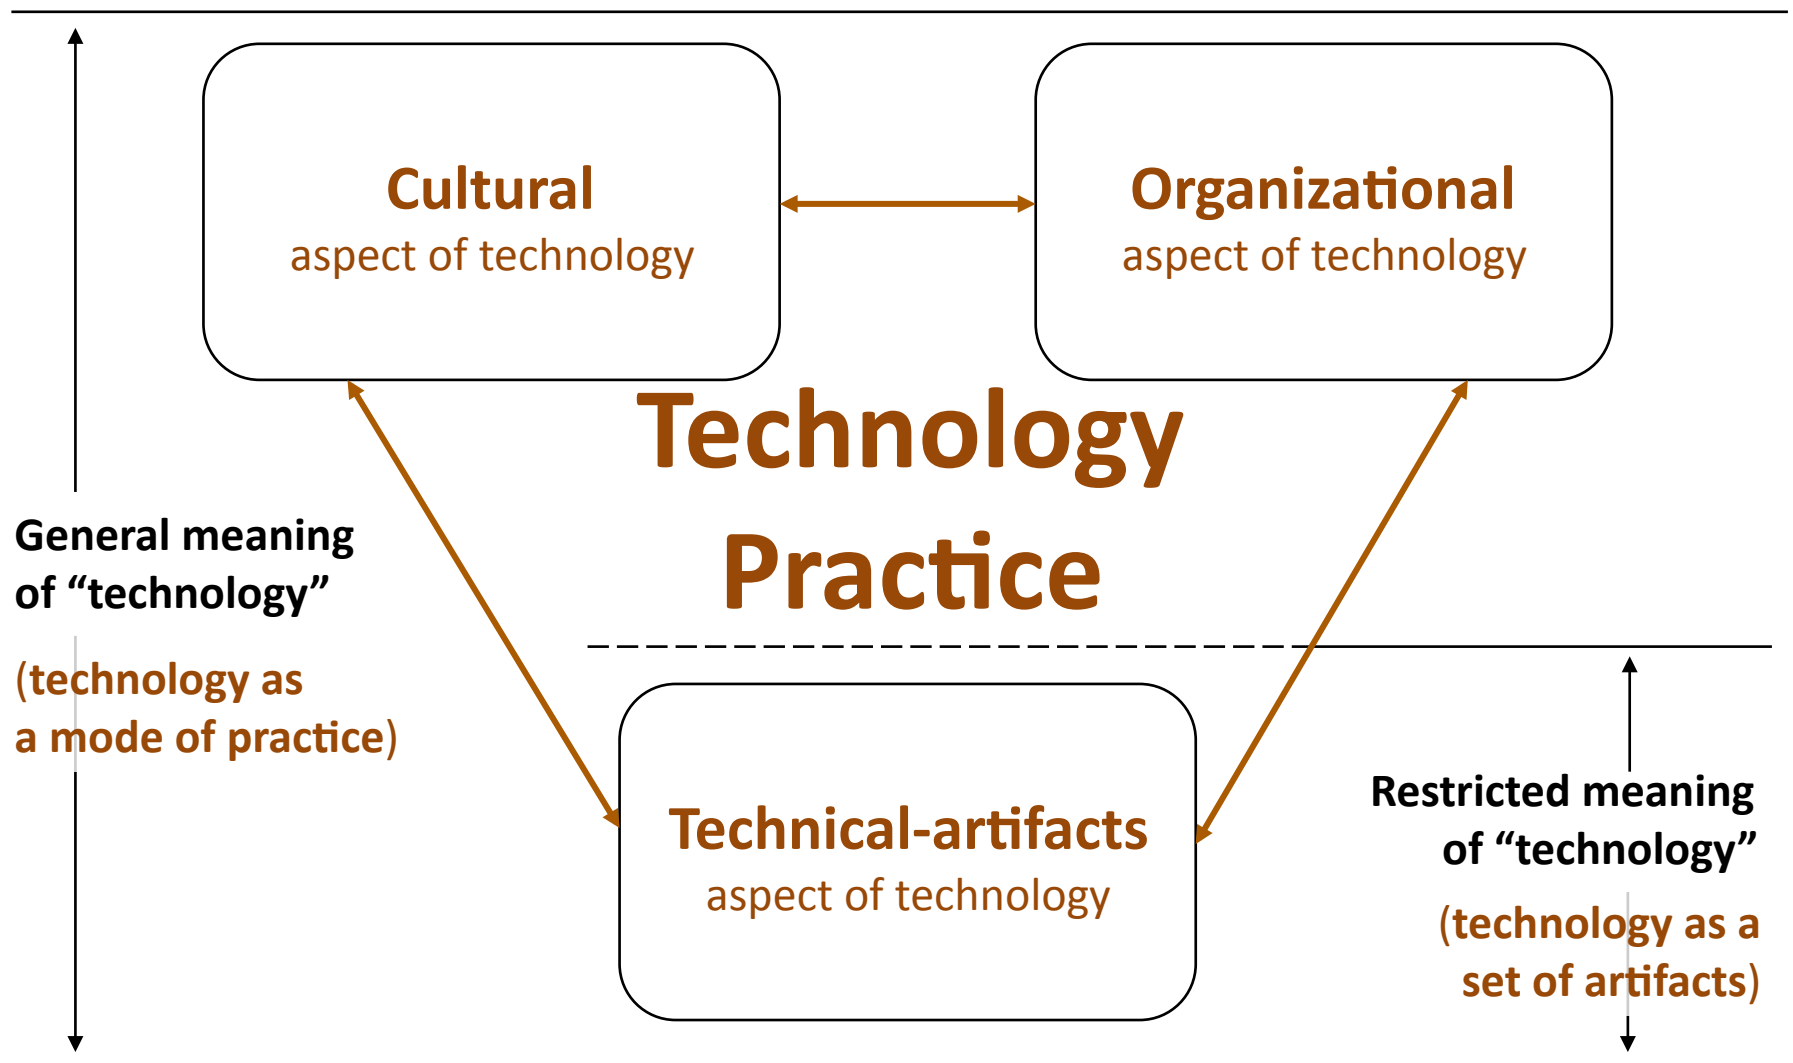 Cultural
aspect of technology
Organizational
aspect of technology
Technology
Practice
General meaning
of “technology”
(technology as
a mode of practice)
Technical-artifacts
aspect of technology
Restricted meaning
of “technology”
(technology as a
set of artifacts)